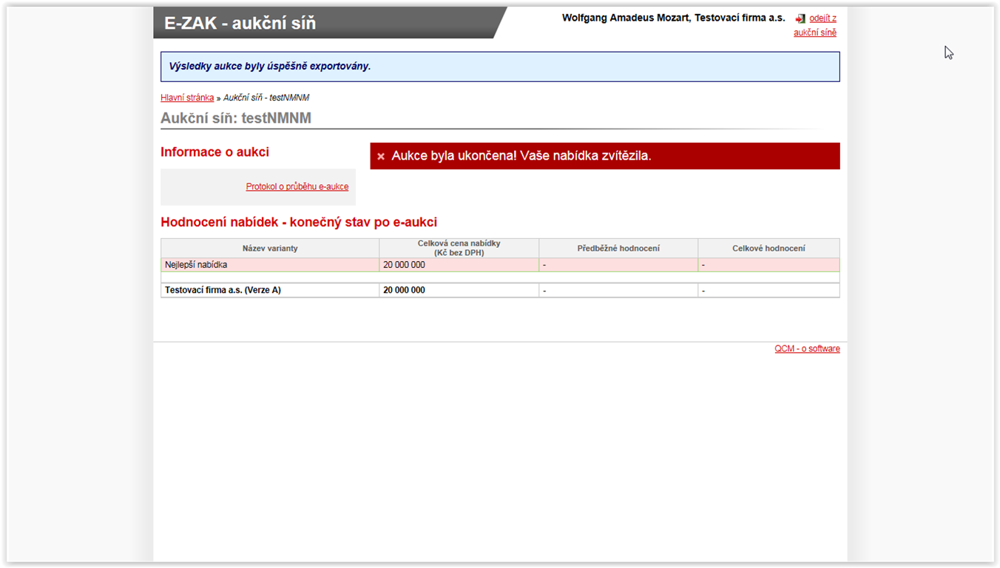 E-ZAK - aukční síň
Wolfgang Amadeus Mozart, Testovací firma a.s. odejít z
aukční síně
Výsledky aukce byly úspěšně exportovány.
Hlavní stránka » Aukční síň - testNMNM
Aukční síň: testNMNM
Informace o aukci
Aukce byla ukončena! Vaše nabídka zvítězila.
Protokol o průběhu e-aukce
Hodnocení nabídek - konečný stav po e-aukci
Název varianty Celková cena nabídky (Kč bez DPH) Předběžné hodnocení Celkové hodnocení
Nejlepší nabídka 20 000 000 - -
Testovací firma a.s. (Verze A) 20 000 000 - -
QCM - o software